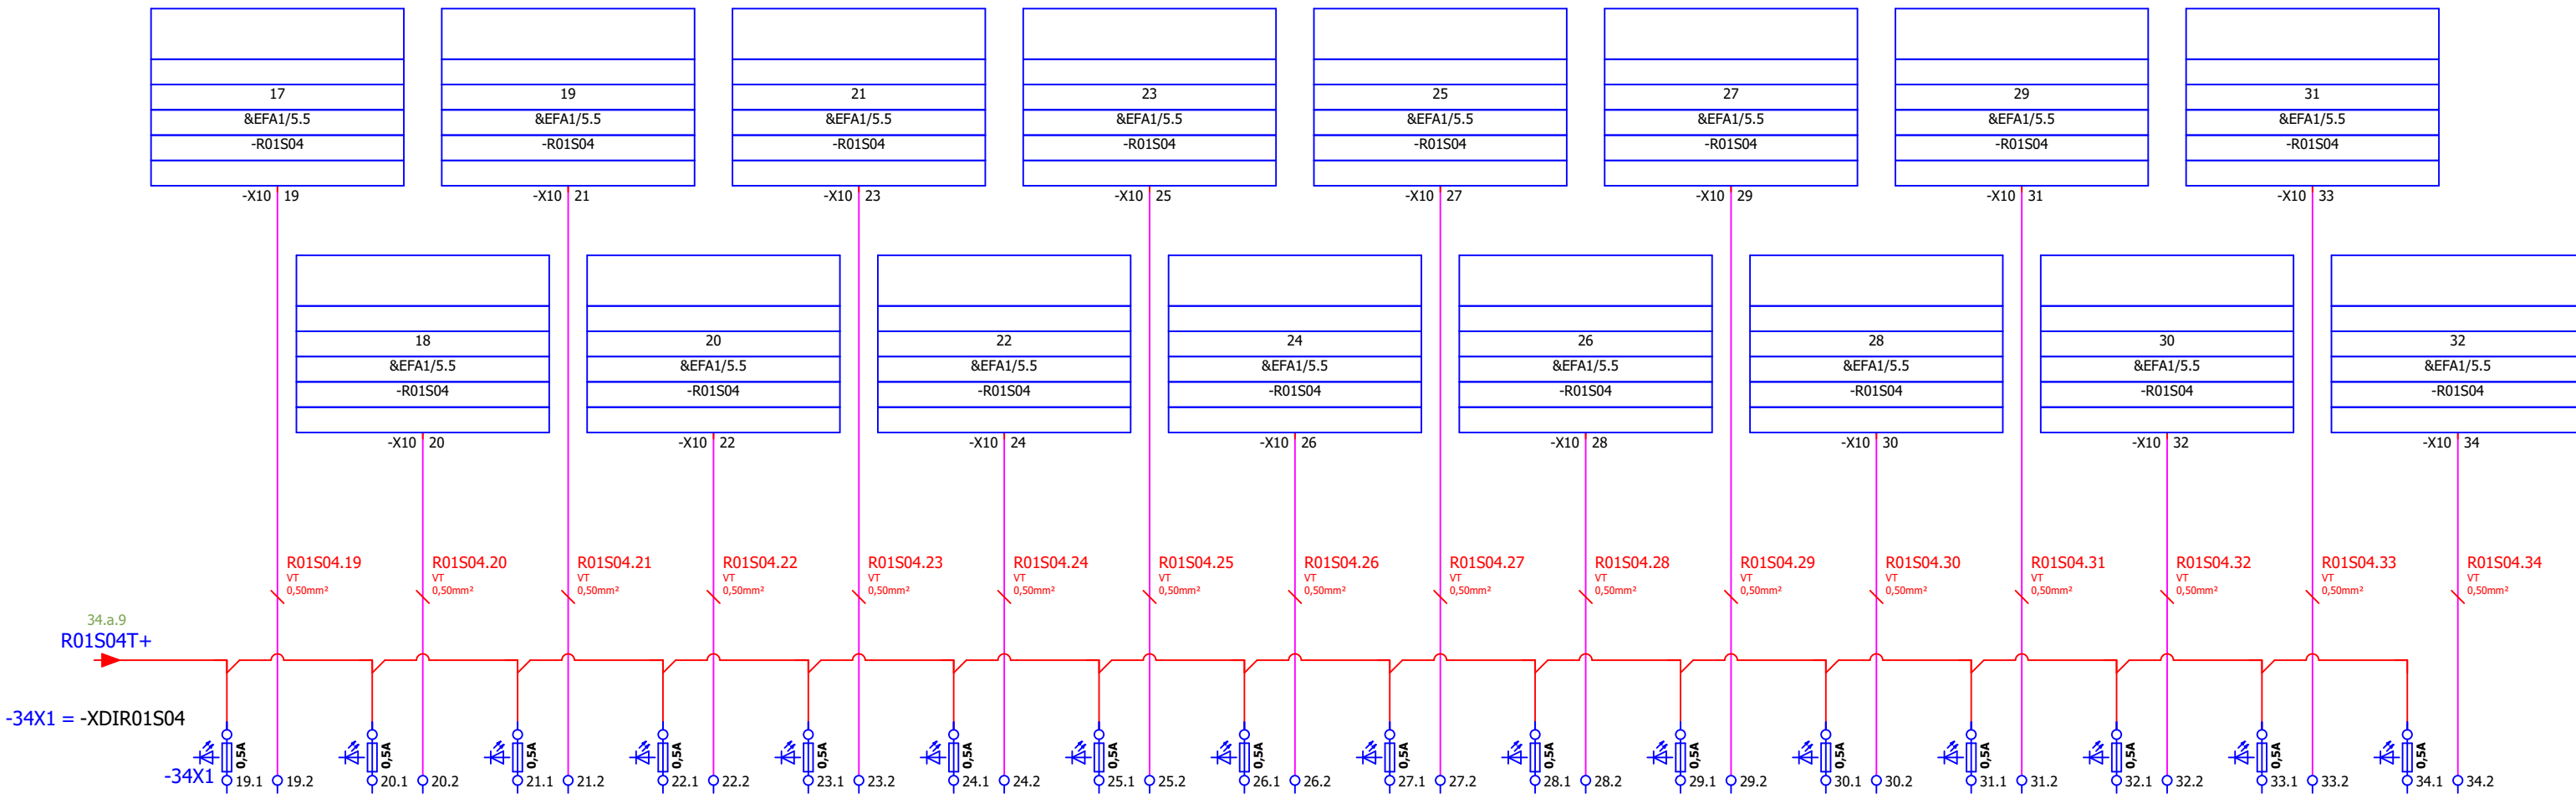 17 19 21 23 25 27 29 31
&EFA1/5.5 &EFA1/5.5 &EFA1/5.5 &EFA1/5.5 &EFA1/5.5 &EFA1/5.5 &EFA1/5.5 &EFA1/5.5
-R01S04 -R01S04 -R01S04 -R01S04 -R01S04 -R01S04 -R01S04 -R01S04
-X10 19 -X10 21 -X10 23 -X10 25 -X10 27 -X10 29 -X10 31 -X10 33
18 20 22 24 26 28 30 32
&EFA1/5.5 &EFA1/5.5 &EFA1/5.5 &EFA1/5.5 &EFA1/5.5 &EFA1/5.5 &EFA1/5.5 &EFA1/5.5
-R01S04 -R01S04 -R01S04 -R01S04 -R01S04 -R01S04 -R01S04 -R01S04
-X10 20 -X10 22 -X10 24 -X10 26 -X10 28 -X10 30 -X10 32 -X10 34
R01S04.19 R01S04.20 R01S04.21 R01S04.22 R01S04.23 R01S04.24 R01S04.25 R01S04.26 R01S04.27 R01S04.28 R01S04.29 R01S04.30 R01S04.31 R01S04.32 R01S04.33 R01S04.34
VT VT VT VT VT VT VT VT VT VT VT VT VT VT VT VT
0,50mm² 0,50mm² 0,50mm² 0,50mm² 0,50mm² 0,50mm² 0,50mm² 0,50mm² 0,50mm² 0,50mm² 0,50mm² 0,50mm² 0,50mm² 0,50mm² 0,50mm² 0,50mm²
34.a.9
R01S04T+
-34X1 = -XDIR01S04
0,5A 0,5A 0,5A 0,5A 0,5A 0,5A 0,5A 0,5A 0,5A 0,5A 0,5A 0,5A 0,5A 0,5A 0,5A 0,5A
-34X1 19.1 19.2 20.1 20.2 21.1 21.2 22.1 22.2 23.1 23.2 24.1 24.2 25.1 25.2 26.1 26.2 27.1 27.2 28.1 28.2 29.1 29.2 30.1 30.2 31.1 31.2 32.1 32.2 33.1 33.2 34.1 34.2